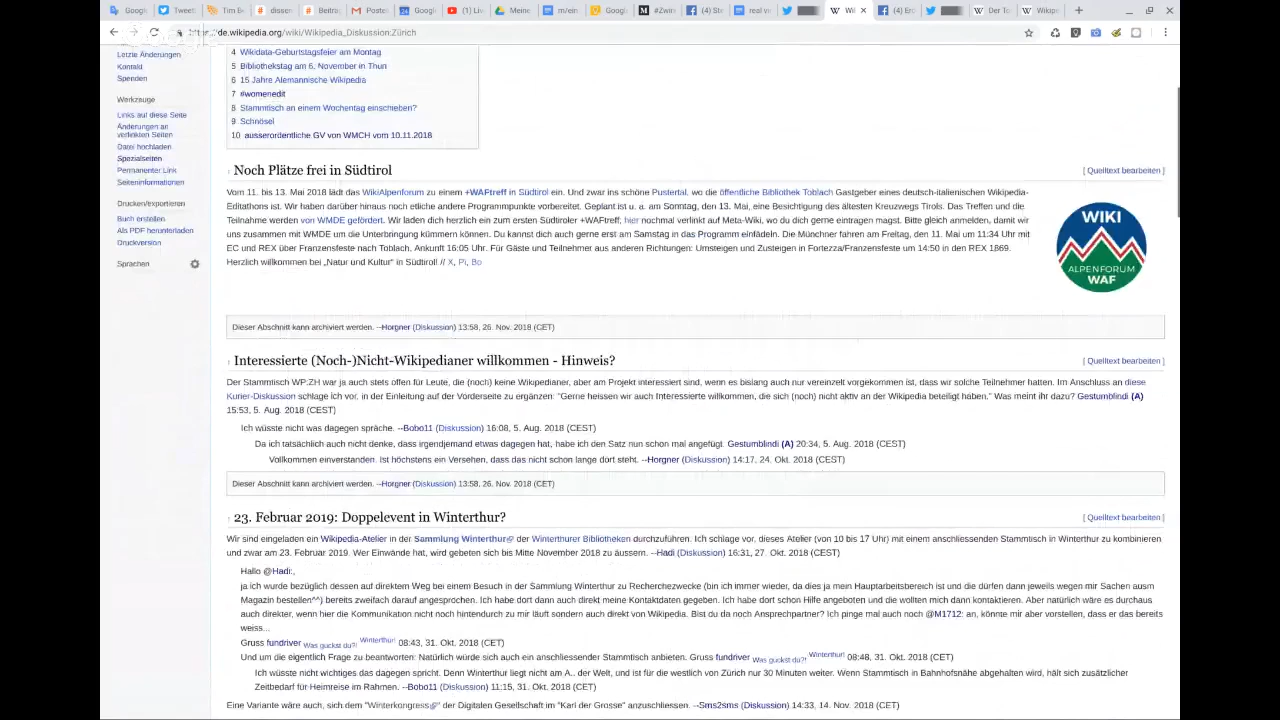 Google
Tweet
Tim B
disser
Beitra
Poste
Google
(1) Li
Meine
m/ein
Google
#Zwi
(4) St
real v
Wi
(4) Er
Der To
Wikipe
de.wikipedia.org/wiki/Wikipedia_Diskussion:Zürich
Letzte Änderungen
Kontakt
Spenden
Werkzeuge
Links auf diese Seite
Änderungen an
verlinkten Seiten
Datei hochladen
Spezialseiten
Permanenter Link
Seiteninformationen
Drucken/exportieren
Buch erstellen
Als PDF herunterladen
Druckversion
Sprachen
4 Wikidata-Geburtstagsfeier am Montag
5 Bibliothekstag am 6. November in Thun
6 15 Jahre Alemannische Wikipedia
7 #womenedit
8 Stammtisch an einem Wochentag einschieben?
9 Schnösel
10 ausserordentliche GV von WMCH vom 10.11.2018
Noch Plätze frei in Südtirol
[ Quelltext bearbeiten ]
Vom 11. bis 13. Mai 2018 lädt das WikiAlpenforum zu einem +WAFtreff in Südtirol ein. Und zwar ins schöne Pustertal, wo die öffentliche Bibliothek Toblach Gastgeber eines deutsch-italienischen Wikipedia-
Editathons ist. Wir haben darüber hinaus noch etliche andere Programmpunkte vorbereitet. Geplant ist u. a. am Sonntag, den 13. Mai, eine Besichtigung des ältesten Kreuzwegs Tirols. Das Treffen und die
Teilnahme werden von WMDE gefördert. Wir laden dich herzlich ein zum ersten Südtiroler +WAFtreff; hier nochmal verlinkt auf Meta-Wiki, wo du dich gerne eintragen magst. Bitte gleich anmelden, damit wir
uns zusammen mit WMDE um die Unterbringung kümmern können. Du kannst dich auch gerne erst am Samstag in das Programm einfädeln. Die Münchner fahren am Freitag, den 11. Mai um 11:34 Uhr mit
EC und REX über Franzensfeste nach Toblach, Ankunft 16:05 Uhr. Für Gäste und Teilnehmer aus anderen Richtungen: Umsteigen und Zusteigen in Fortezza/Franzensfeste um 14:50 in den REX 1869.
Herzlich willkommen bei „Natur und Kultur“ in Südtirol! // X, Pi, Bo
WIKI
ALPENFORUM
WAF
Dieser Abschnitt kann archiviert werden. --Horgner (Diskussion) 13:58, 26. Nov. 2018 (CET)
Interessierte (Noch-)Nicht-Wikipedianer willkommen - Hinweis?
[ Quelltext bearbeiten ]
Der Stammtisch WP:ZH war ja auch stets offen für Leute, die (noch) keine Wikipedianer, aber am Projekt interessiert sind, wenn es bislang auch nur vereinzelt vorgekommen ist, dass wir solche Teilnehmer hatten. Im Anschluss an diese
Kurier-Diskussion schlage ich vor, in der Einleitung auf der Vorderseite zu ergänzen: "Gerne heissen wir auch Interessierte willkommen, die sich (noch) nicht aktiv an der Wikipedia beteiligt haben." Was meint ihr dazu? Gestumblindi (A)
15:53, 5. Aug. 2018 (CEST)
Ich wüsste nicht was dagegen spräche. --Bobo11 (Diskussion) 16:08, 5. Aug. 2018 (CEST)
Da ich tatsächlich auch nicht denke, dass irgendjemand etwas dagegen hat, habe ich den Satz nun schon mal angefügt. Gestumblindi (A) 20:34, 5. Aug. 2018 (CEST)
Vollkommen einverstanden. Ist höchstens ein Versehen, dass das nicht schon lange dort steht. --Horgner (Diskussion) 14:17, 24. Okt. 2018 (CEST)
Dieser Abschnitt kann archiviert werden. --Horgner (Diskussion) 13:58, 26. Nov. 2018 (CET)
23. Februar 2019: Doppelevent in Winterthur?
[ Quelltext bearbeiten ]
Wir sind eingeladen ein Wikipedia-Atelier in der Sammlung Winterthur der Winterthurer Bibliotheken durchzuführen. Ich schlage vor, dieses Atelier (von 10 bis 17 Uhr) mit einem anschliessenden Stammtisch in Winterthur zu kombinieren
und zwar am 23. Februar 2019. Wer Einwände hat, wird gebeten sich bis Mitte November 2018 zu äussern. --Hadi (Diskussion) 16:31, 27. Okt. 2018 (CEST)
Hallo @Hadi:,
ja ich wurde bezüglich dessen auf direktem Weg bei einem Besuch in der Sammlung Winterthur zu Recherchezwecke (bin ich immer wieder, da dies ja mein Hauptarbeitsbereich ist und die dürfen dann jeweils wegen mir Sachen ausm
Magazin bestellen^^) bereits zweifach darauf angesprochen. Ich habe dort dann auch direkt meine Kontaktdaten gegeben. Ich habe dort schon Hilfe angeboten und die wollten mich dann kontaktieren. Aber natürlich wäre es durchaus
auch direkter, wenn hier die Kommunikation nicht noch hintendurch zu mir läuft sondern auch direkt von Wikipedia. Bist du da noch Ansprechpartner? Ich pinge mal auch noch @M1712: an, könnte mir aber vorstellen, dass er das bereits
weiss...
Gruss fundriver Was guckst du?! Winterthur! 08:43, 31. Okt. 2018 (CET)
Und um die eigentlich Frage zu beantworten: Natürlich würde sich auch ein anschliessender Stammtisch anbieten. Gruss fundriver Was guckst du?! Winterthur! 08:48, 31. Okt. 2018 (CET)
Ich wüsste nicht wichtiges das dagegen spricht. Denn Winterthur liegt nicht am A.. der Welt, und ist für die westlich von Zürich nur 30 Minuten weiter. Wenn Stammtisch in Bahnhofsnähe abgehalten wird, hält sich zusätzlicher
Zeitbedarf für Heimreise im Rahmen. --Bobo11 (Diskussion) 11:15, 31. Okt. 2018 (CET)
Eine Variante wäre auch, sich dem "Winterkongress" der Digitalen Gesellschaft im "Karl der Grosse" anzuschliessen. --Sms2sms (Diskussion) 14:33, 14. Nov. 2018 (CET)